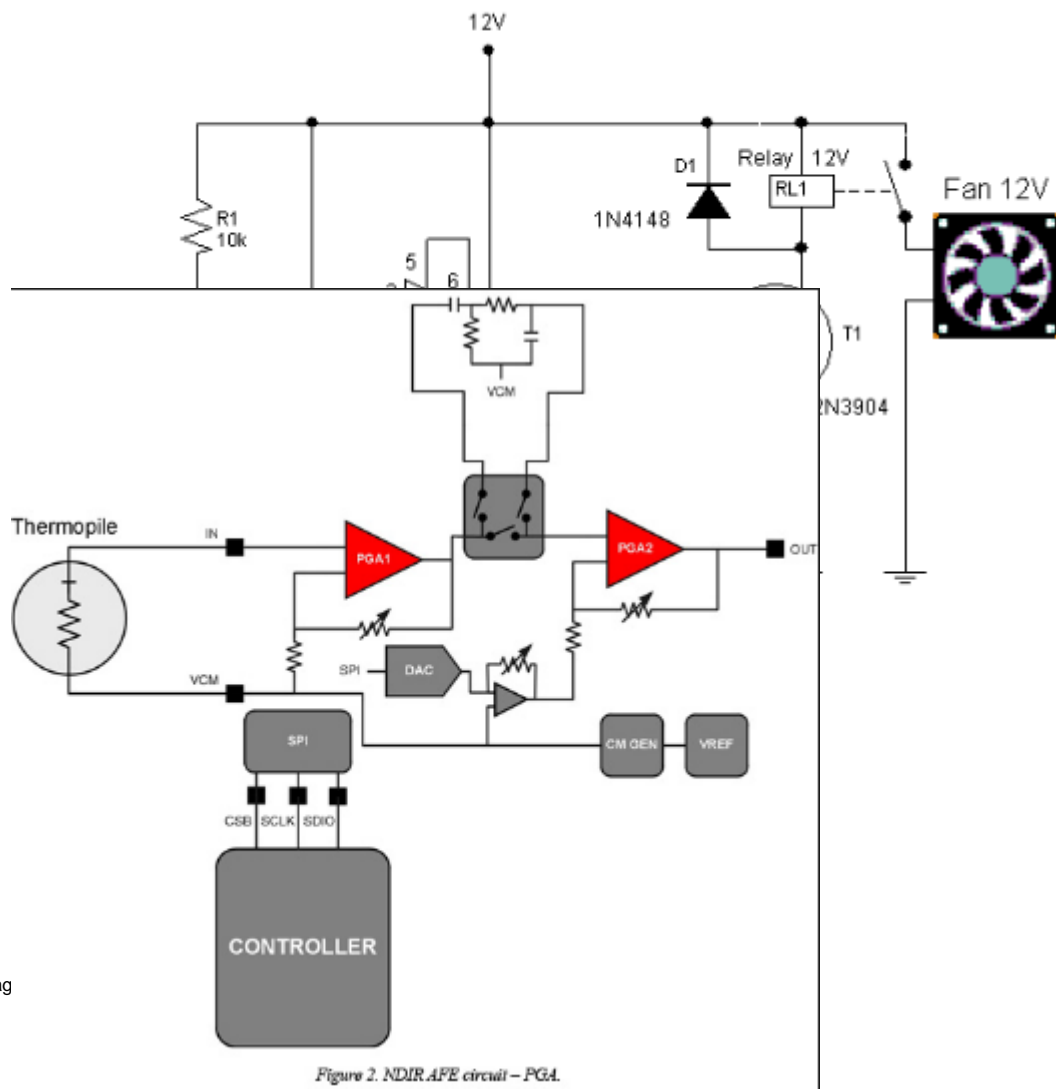 12V
D1
Relay 12V
RL1
Fan 12V
R1
10k
1N4148
5
6
T1
VCM
2N3904
Thermopile
IN
PGA1
PGA2
OUT
SPI
DAC
VCM
SPI
CM GEN
VREF
CSB SCLK SDIO
CONTROLLER
Figure 2. NDIR AFE circuit – PGA.